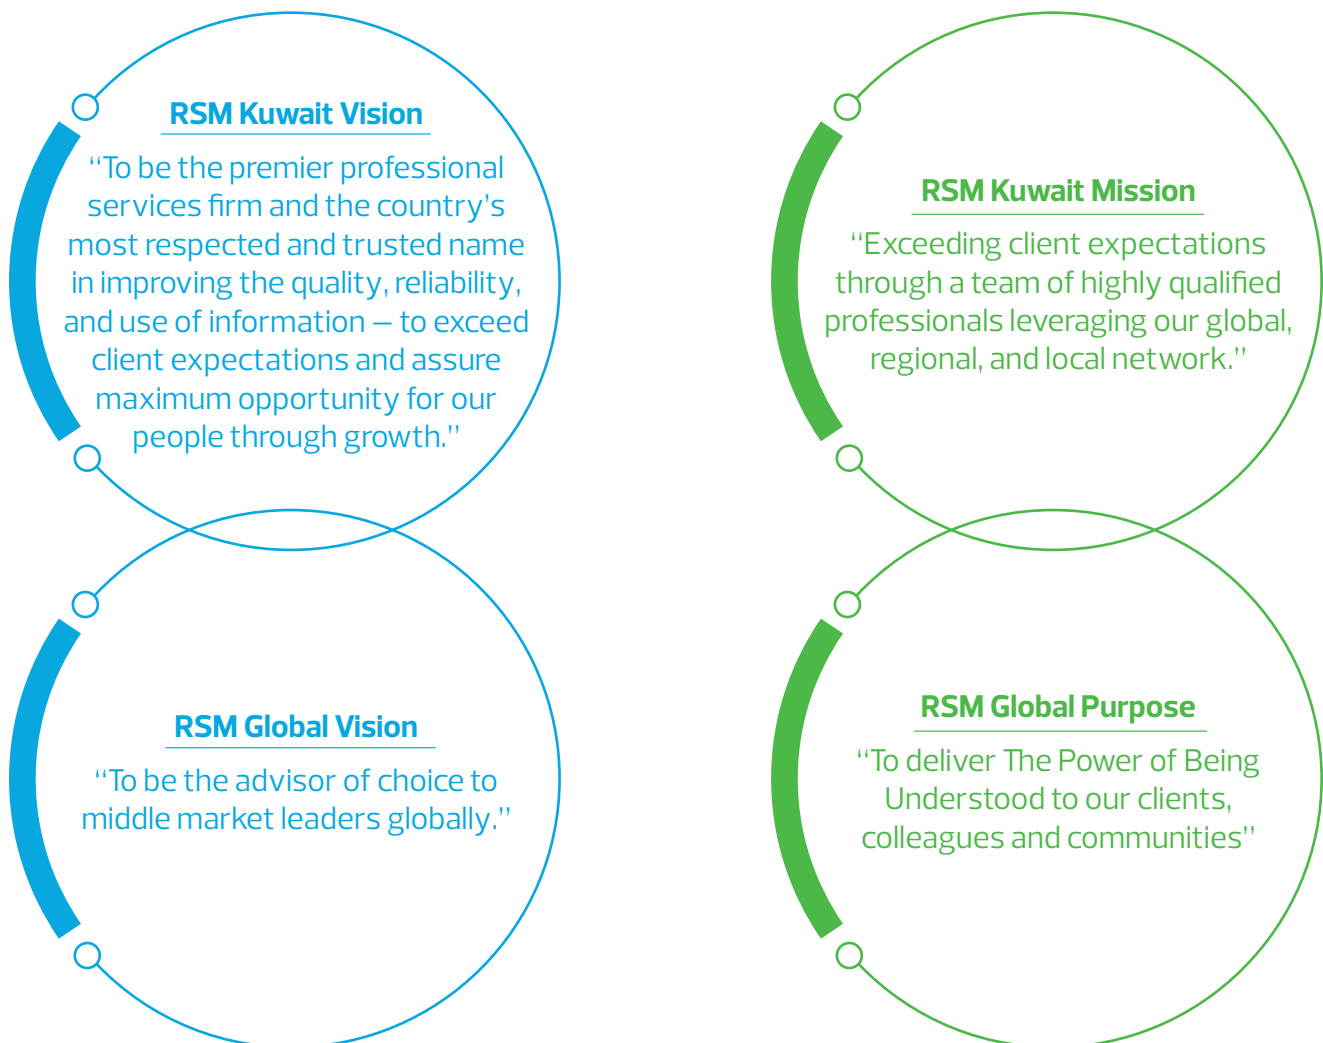 RSM Kuwait Vision
“To be the premier professional
services firm and the country’s
most respected and trusted name
in improving the quality, reliability,
and use of information – to exceed
client expectations and assure
maximum opportunity for our
people through growth.”
RSM Kuwait Mission
“Exceeding client expectations
through a team of highly qualified
professionals leveraging our global,
regional, and local network.”
RSM Global Vision
“To be the advisor of choice to
middle market leaders globally.”
RSM Global Purpose
“To deliver The Power of Being
Understood to our clients,
colleagues and communities”